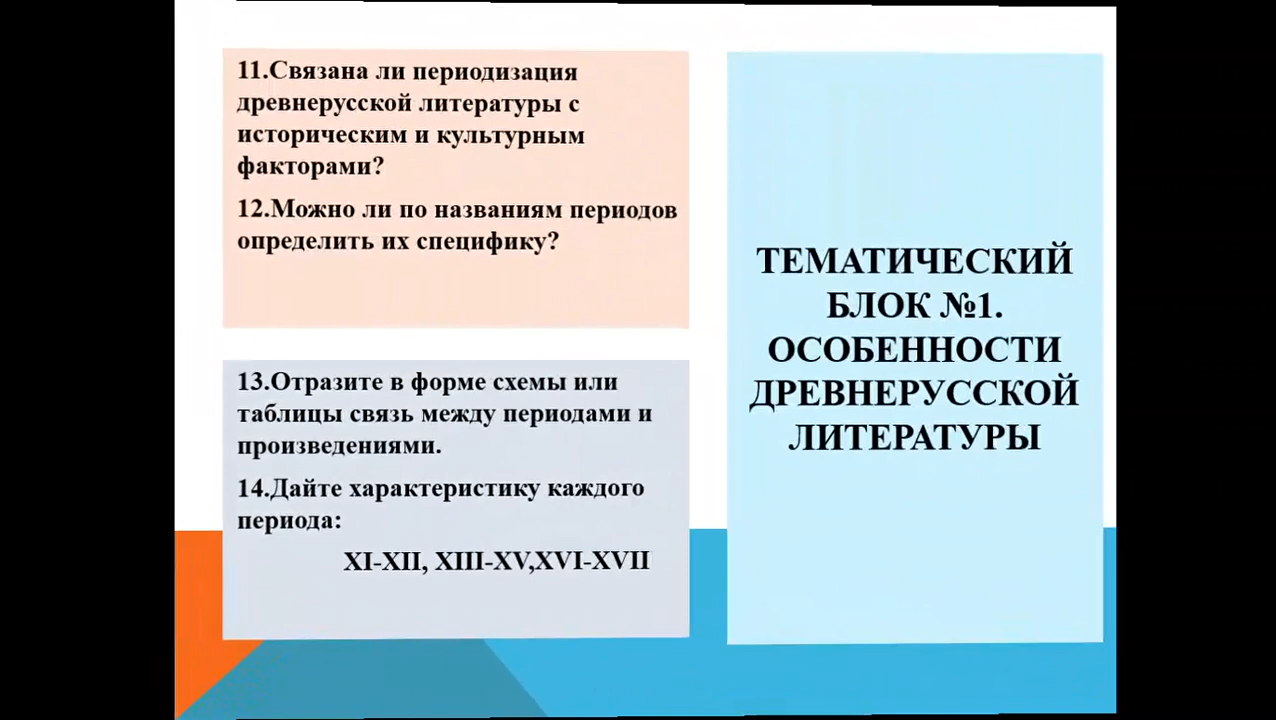 11.Связана ли периодизация
древнерусской литературы с
историческим и культурным
факторами?
12.Можно ли по названиям периодов
определить их специфику?
13.Отразите в форме схемы или
таблицы связь между периодами и
произведениями.
14.Дайте характеристику каждого
периода:
XI-XII, XIII-XV,XVI-XVII
ТЕМАТИЧЕСКИЙ
БЛОК №1.
ОСОБЕННОСТИ
ДРЕВНЕРУССКОЙ
ЛИТЕРАТУРЫ